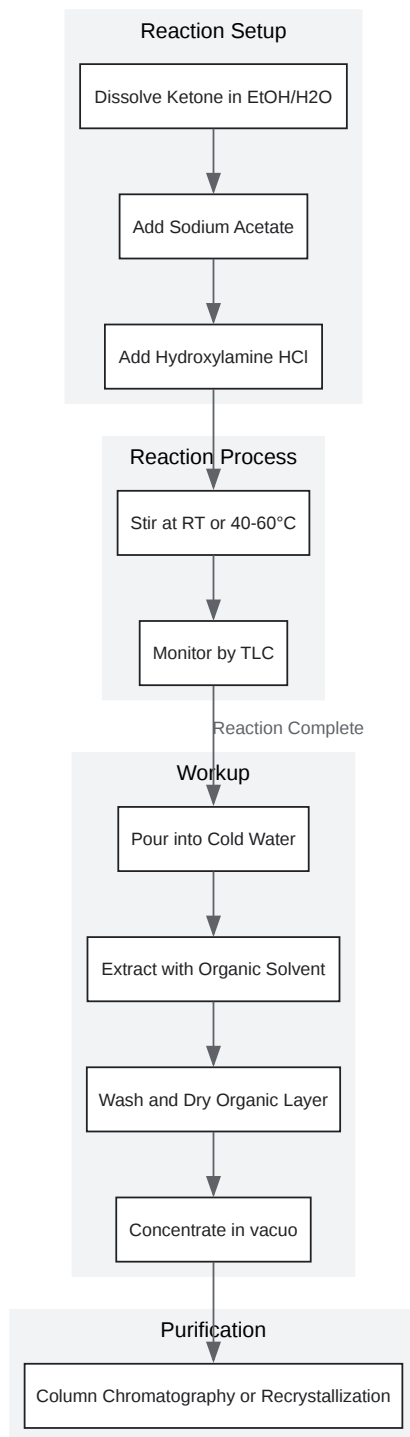 Reaction Setup
Dissolve Ketone in EtOH/H2O
Add Sodium Acetate
Add Hydroxylamine HCl
Reaction Process
Stir at RT or 40-60°C
Monitor by TLC
Reaction Complete
Workup
Pour into Cold Water
Extract with Organic Solvent
Wash and Dry Organic Layer
Concentrate in vacuo
Purification
Column Chromatography or Recrystallization